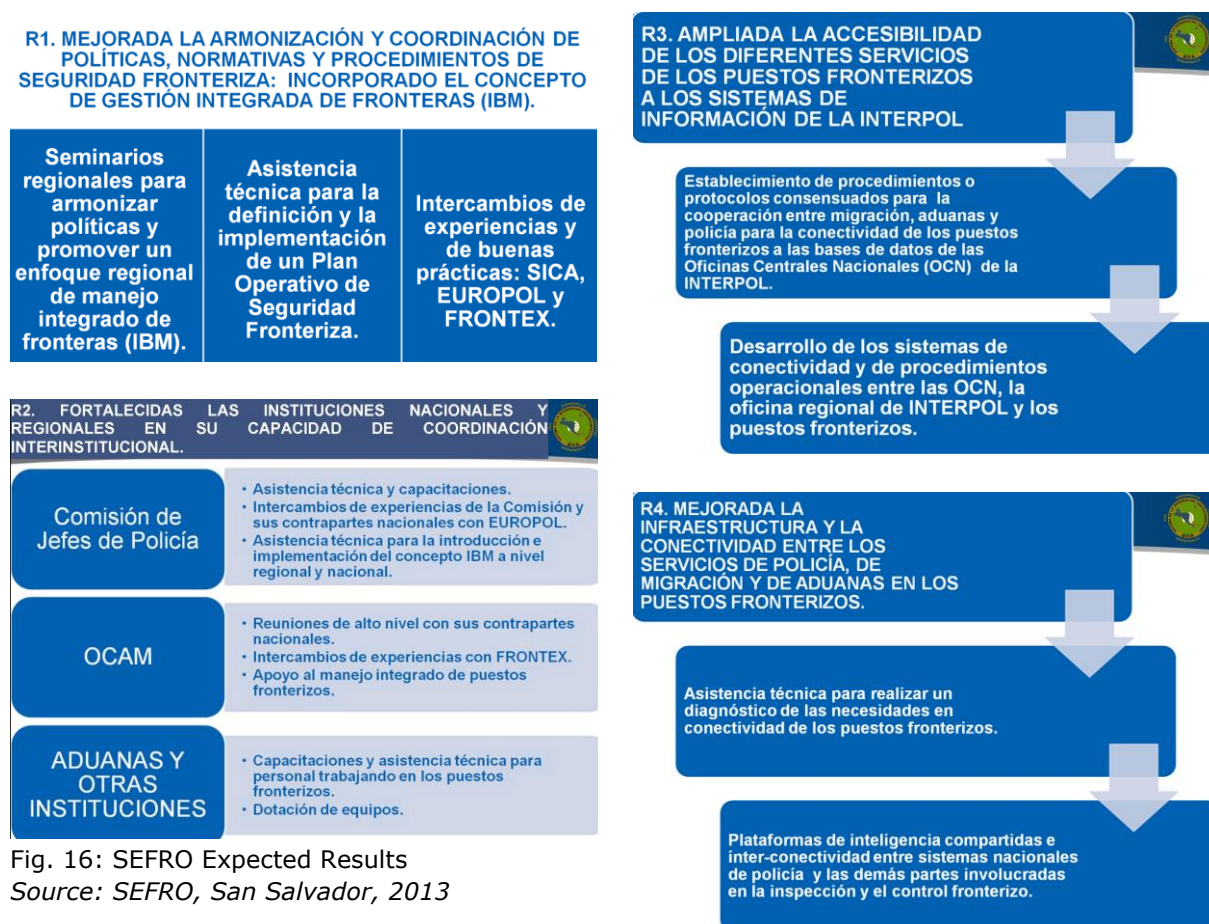 R1. MEJORADA LA ARMONIZACIÓN Y COORDINACIÓN DE
POLÍTICAS, NORMATIVAS Y PROCEDIMIENTOS DE
SEGURIDAD FRONTERIZA: INCORPORADO EL CONCEPTO
DE GESTIÓN INTEGRADA DE FRONTERAS (IBM).
Seminarios
regionales para
armonizar
políticas y
promover un
enfoque regional
de manejo
integrado de
fronteras (IBM).
Asistencia
técnica para la
definición y la
implementación
de un Plan
Operativo de
Seguridad
Fronteriza.
Intercambios de
experiencias y
de buenas
prácticas: SICA,
EUROPOL y
FRONTEX.
R2. FORTALECIDAS LAS INSTITUCIONES NACIONALES Y
REGIONALES EN SU CAPACIDAD DE COORDINACIÓN
INTERINSTITUCIONAL.
Comisión de
Jefes de Policía
• Asistencia técnica y capacitaciones.
• Intercambios de experiencias de la Comisión y
sus contrapartes nacionales con EUROPOL.
• Asistencia técnica para la introducción e
implementación del concepto IBM a nivel
regional y nacional.
OCAM
• Reuniones de alto nivel con sus contrapartes
nacionales.
• Intercambios de experiencias con FRONTEX.
• Apoyo al manejo integrado de puestos
fronterizos.
ADUANAS Y
OTRAS
INSTITUCIONES
• Capacitaciones y asistencia técnica para
personal trabajando en los puestos
fronterizos.
• Dotación de equipos.
Fig. 16: SEFRO Expected Results
Source: SEFRO, San Salvador, 2013
R3. AMPLIADA LA ACCESIBILIDAD
DE LOS DIFERENTES SERVICIOS
DE LOS PUESTOS FRONTERIZOS
A LOS SISTEMAS DE
INFORMACIÓN DE LA INTERPOL
Establecimiento de procedimientos o
protocolos consensuados para la
cooperación entre migración, aduanas y
policía para la conectividad de los puestos
fronterizos a las bases de datos de las
Oficinas Centrales Nacionales (OCN) de la
INTERPOL.
Desarrollo de los sistemas de
conectividad y de procedimientos
operacionales entre las OCN, la
oficina regional de INTERPOL y los
puestos fronterizos.
R4. MEJORADA LA
INFRAESTRUCTURA Y LA
CONECTIVIDAD ENTRE LOS
SERVICIOS DE POLICÍA, DE
MIGRACIÓN Y DE ADUANAS EN LOS
PUESTOS FRONTERIZOS.
Asistencia técnica para realizar un
diagnóstico de las necesidades en
conectividad de los puestos fronterizos.
Plataformas de inteligencia compartidas e
ínter-conectividad entre sistemas nacionales
de policía y las demás partes involucradas
en la inspección y el control fronterizo.